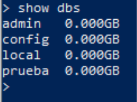 > show dbs
admin   0.000GB
config  0.000GB
local   0.000GB
prueba  0.000GB
>